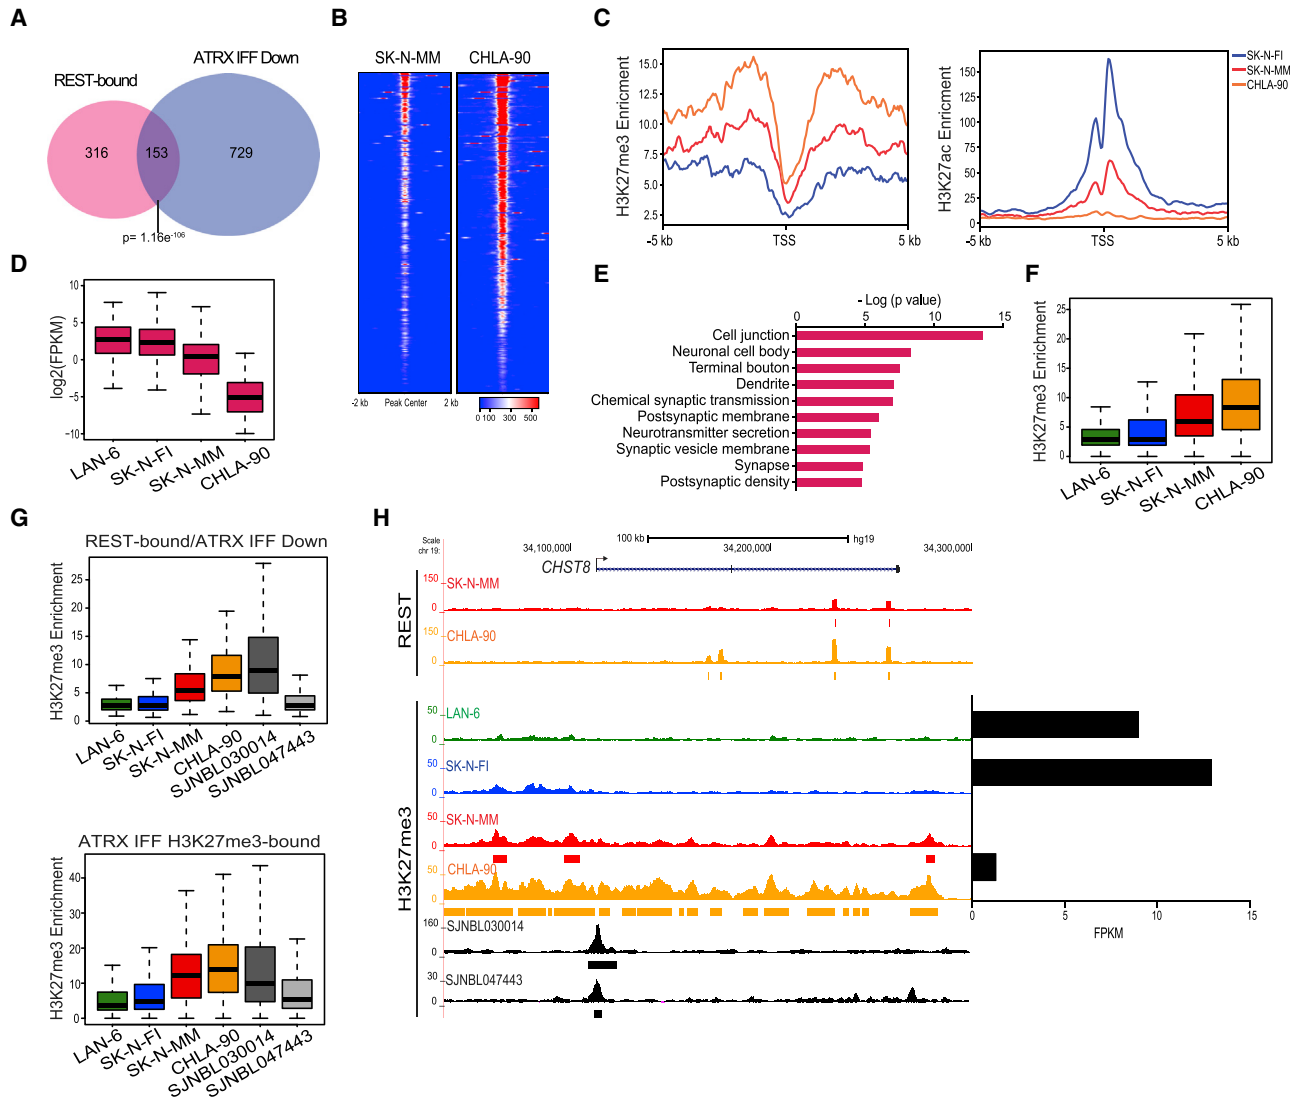 A
REST-bound
ATRX IFF Down
316
153
729
p= 1.16e-106
B
SK-N-MM
CHLA-90
-2 kb
Peak Center
2 kb
0 100 300 500
C
H3K27me3 Enrichment
15.0
12.5
10.0
7.5
5.0
2.5
-5 kb
TSS
5 kb
H3K27ac Enricment
150
125
100
75
50
25
0
-5 kb
TSS
5 kb
SK-N-FI
SK-N-MM
CHLA-90
D
log2(FPKM)
10
5
0
−5
−10
LAN-6
SK-N-FI
SK-N-MM
CHLA-90
E
- Log (p value)
0
5
10
15
Cell junction
Neuronal cell body
Terminal bouton
Dendrite
Chemical synaptic transmission
Postsynaptic membrane
Neurotransmitter secretion
Synaptic vesicle membrane
Synapse
Postsynaptic density
F
H3K27me3 Enrichment
25
20
15
10
5
0
LAN-6
SK-N-FI
SK-N-MM
CHLA-90
G
REST-bound/ATRX IFF Down
H3K27me3 Enrichment
25
20
15
10
5
0
LAN-6
SK-N-FI
SK-N-MM
CHLA-90
SJNBL030014
SJNBL047443
ATRX IFF H3K27me3-bound
H3K27me3 Enrichment
40
30
20
10
0
LAN-6
SK-N-FI
SK-N-MM
CHLA-90
SJNBL030014
SJNBL047443
H
Scale
chr 19:
100 kb
hg19
34,100,000
34,200,000
34,300,000
CHST8
REST
150
SK-N-MM
0
150
CHLA-90
0
H3K27me3
50
LAN-6
0
50
SK-N-FI
0
50
SK-N-MM
0
50
CHLA-90
0
160
SJNBL030014
0
30
SJNBL047443
0
0
5
10
15
FPKM